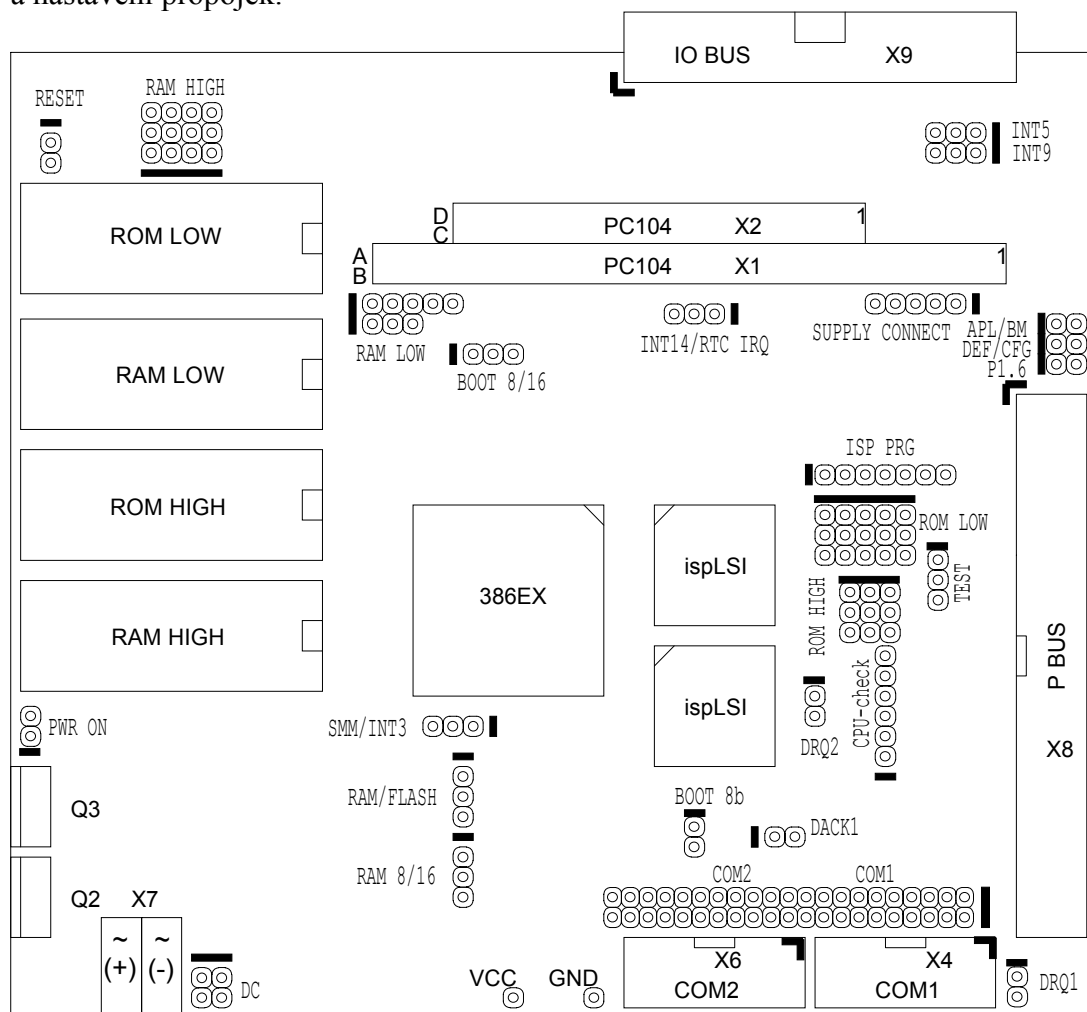 a nastavení propojek.
IO BUS X9
RESET
RAM HIGH
INT5
INT9
ROM LOW
D
C
PC104 X2 1
A
B
PC104 X1 1
RAM LOW
BOOT 8/16
INT14/RTC IRQ
SUPPLY CONNECT
APL/BM
DEF/CFG
P1.6
RAM LOW
ISP PRG
ROM HIGH
386EX
ispLSI
ROM LOW
TEST
ROM HIGH
RAM HIGH
ispLSI
CPU-check
P BUS
X8
PWR ON
SMM/INT3
DRQ2
Q3
RAM/FLASH
BOOT 8b
DACK1
RAM 8/16
COM2
COM1
Q2
X7
~ ~
(+) (-)
DC
VCC
GND
X6
COM2
X4
COM1
DRQ1